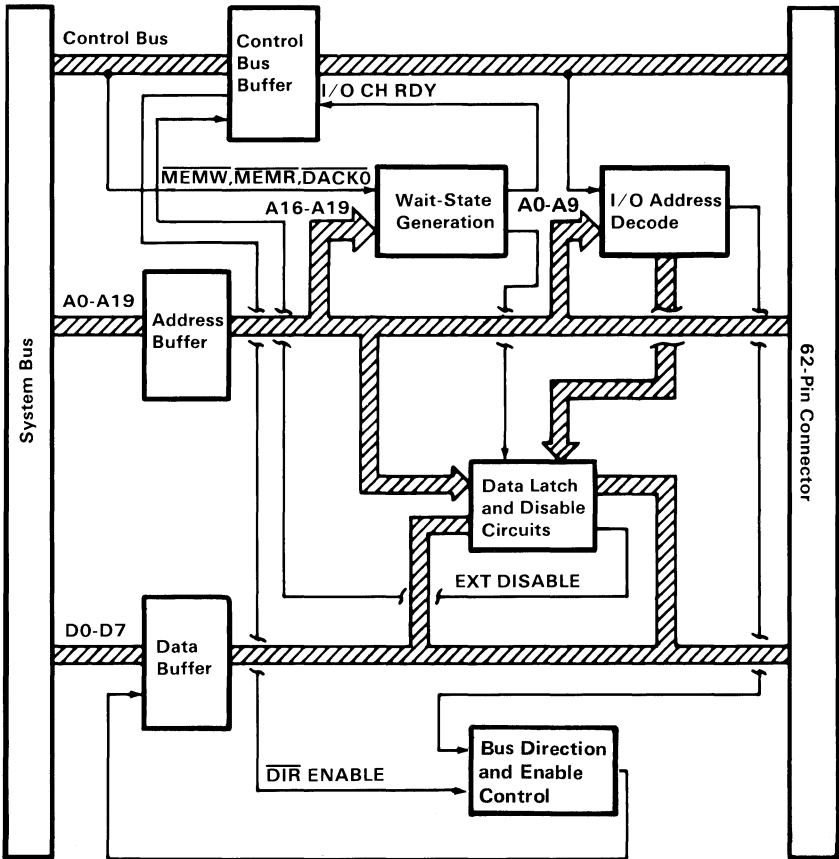 Control Bus
Control
Bus
Buffer
I/O CH RDY
MEMW,MEMR,DACK0
Wait-State
Generation
A16-A19
A0-A9
I/O Address
Decode
A0-A19
Address
Buffer
System Bus
62-Pin Connector
Data Latch
and Disable
Circuits
EXT DISABLE
D0-D7
Data
Buffer
DIR ENABLE
Bus Direction
and Enable
Control